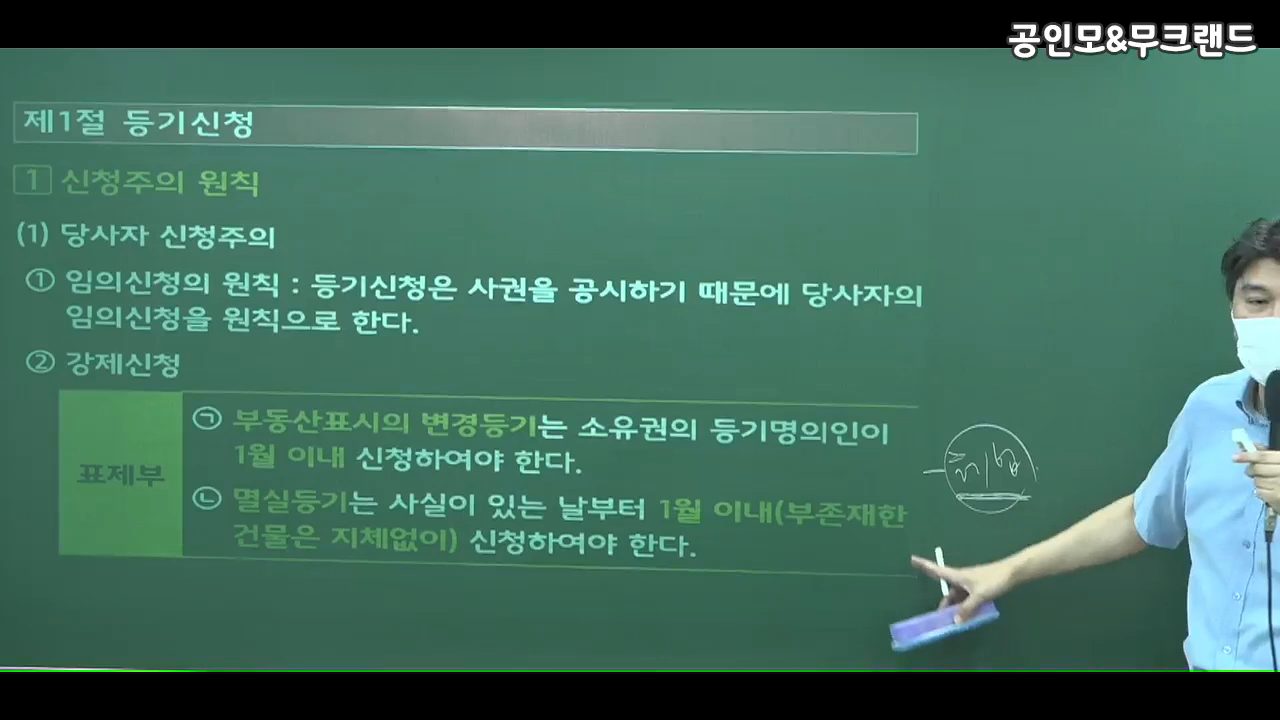 공인모&무크랜드
제1절 등기신청
1 신청주의 원칙
(1) 당사자 신청주의
① 임의신청의 원칙 : 등기신청은 사권을 공시하기 때문에 당사자의
임의신청을 원칙으로 한다.
② 강제신청
표제부
㉠ 부동산표시의 변경등기는 소유권의 등기명의인이
1월 이내 신청하여야 한다.
㉡ 멸실등기는 사실이 있는 날부터 1월 이내(부존재한
건물은 지체없이) 신청하여야 한다.